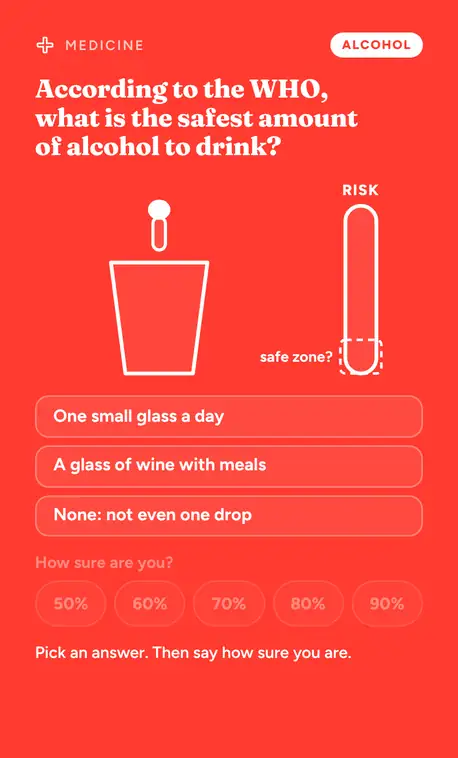 MEDICINE
ALCOHOL
According to the WHO,
what is the safest amount
of alcohol to drink?
RISK
safe zone?
One small glass a day
A glass of wine with meals
None: not even one drop
How sure are you?
50%
60%
70%
80%
90%
Pick an answer. Then say how sure you are.